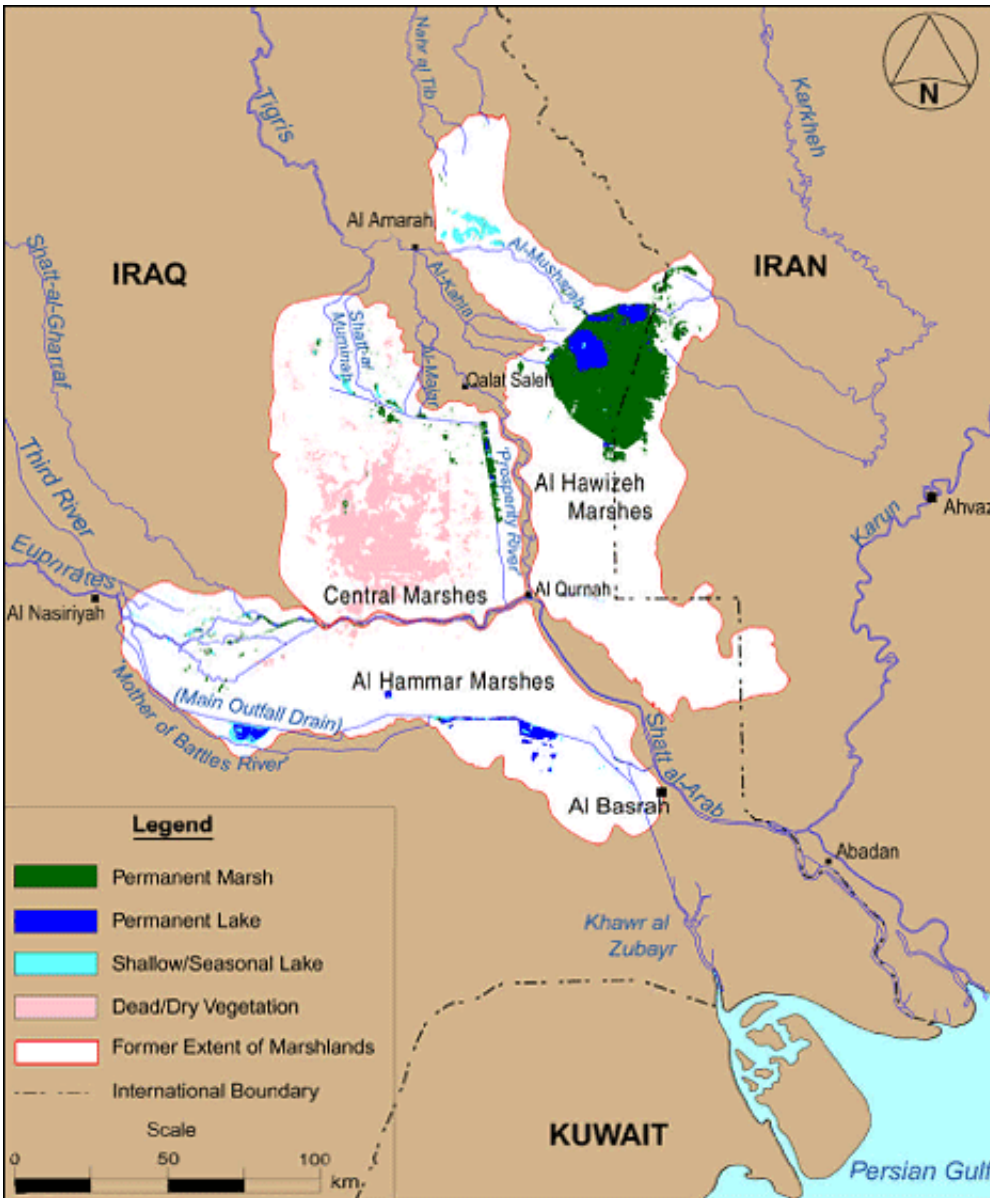 N
Nahr al Tib
Tigris
Karkheh
Al Amarah
IRAQ
IRAN
Al-Musharah
Al-Kahla
Shatt-al-Gharraf
Shatt-al
Muminah
Al-Majar
Qalat Saleh
Third River
'Prosperity River'
Al Hawizeh
Marshes
Karun
Ahvaz
Euphrates
Al Nasiriyah
Central Marshes
Al Qurnah
Al Hammar Marshes
(Main Outfall Drain)
'Mother of Battles River'
Shatt al-Arab
Al Basrah
Abadan
Khawr al
Zubayr
Legend
Permanent Marsh
Permanent Lake
Shallow/Seasonal Lake
Dead/Dry Vegetation
Former Extent of Marshlands
International Boundary
Scale
0 50 100
km
KUWAIT
Persian Gulf